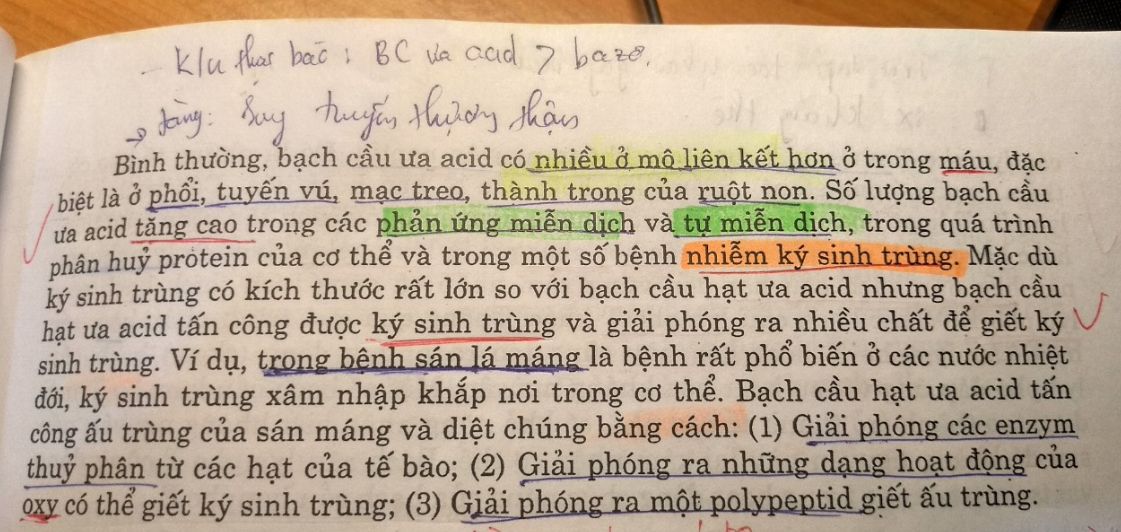 - Klu thar bạc : BC ưa acid > bazơ.
→ tăng: Suy tuyến thượng thận
Bình thường, bạch cầu ưa acid có nhiều ở mô liên kết hơn ở trong máu, đặc
biệt là ở phổi, tuyến vú, mạc treo, thành trong của ruột non. Số lượng bạch cầu
ưa acid tăng cao trong các phản ứng miễn dịch và tự miễn dịch, trong quá trình
phân huỷ protein của cơ thể và trong một số bệnh nhiễm ký sinh trùng. Mặc dù
ký sinh trùng có kích thước rất lớn so với bạch cầu hạt ưa acid nhưng bạch cầu
hạt ưa acid tấn công được ký sinh trùng và giải phóng ra nhiều chất để giết ký
sinh trùng. Ví dụ, trong bệnh sán lá máng là bệnh rất phổ biến ở các nước nhiệt
đới, ký sinh trùng xâm nhập khắp nơi trong cơ thể. Bạch cầu hạt ưa acid tấn
công ấu trùng của sán máng và diệt chúng bằng cách: (1) Giải phóng các enzym
thuỷ phân từ các hạt của tế bào; (2) Giải phóng ra những dạng hoạt động của
oxy có thể giết ký sinh trùng; (3) Giải phóng ra một polypeptid giết ấu trùng.